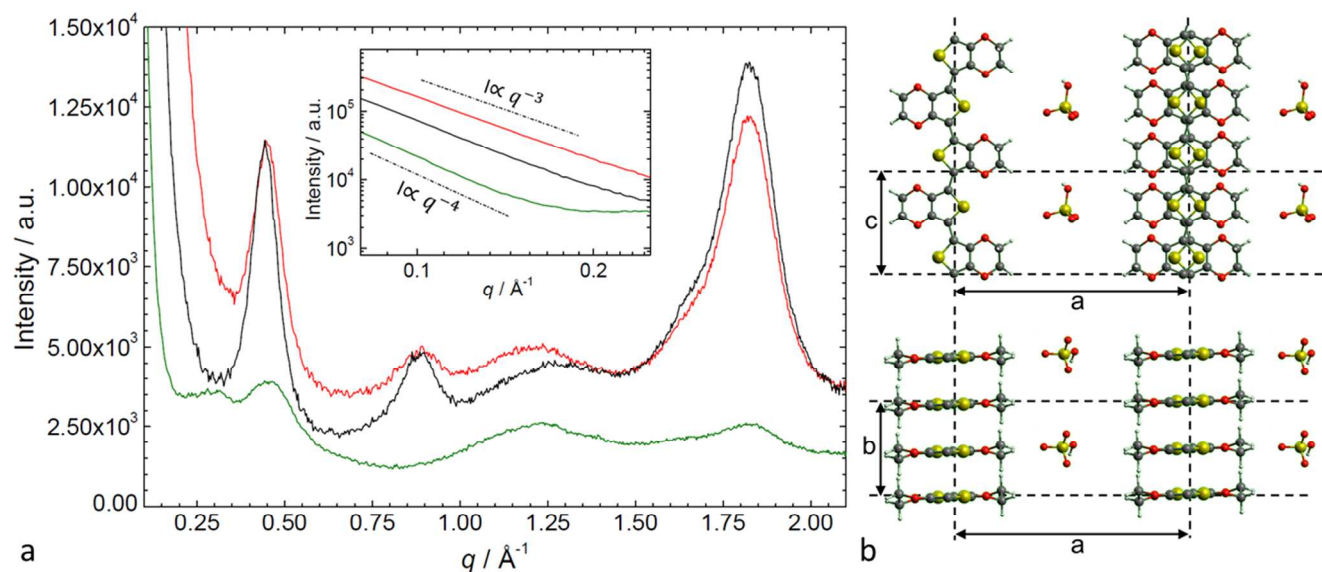 1.50x10⁴
1.25x10⁴
1.00x10⁴
7.50x10³
5.00x10³
2.50x10³
0.00
Intensity / a.u.
0.25 0.50 0.75 1.00 1.25 1.50 1.75 2.00
q / Å⁻¹
a
10⁵
10⁴
10³
Intensity / a.u.
I∝ q⁻³
I∝ q⁻⁴
0.1 0.2
q / Å⁻¹
c
a
b
a
b